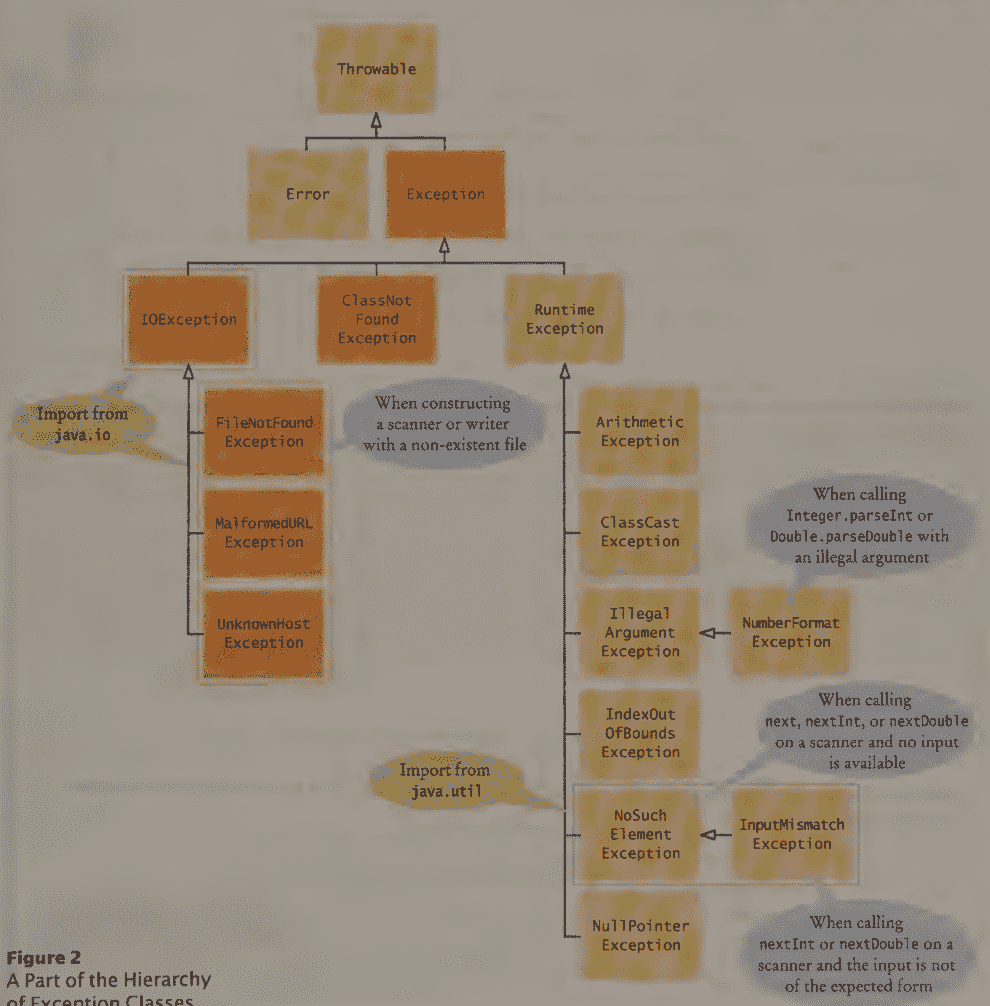 Throwable
Error
Exception
IOException
ClassNot
Found
Exception
Runtime
Exception
Import from
java.io
FileNotFound
Exception
When constructing
a scanner or writer
with a non-existent file
Arithmetic
Exception
MalformedURL
Exception
ClassCast
Exception
When calling
Integer.parseInt or
Double.parseDouble with
an illegal argument
UnknownHost
Exception
Illegal
Argument
Exception
NumberFormat
Exception
IndexOut
OfBounds
Exception
When calling
next, nextInt, or nextDouble
on a scanner and no input
is available
Import from
java.util
NoSuch
Element
Exception
InputMismatch
Exception
NullPointer
Exception
When calling
nextInt or nextDouble on a
scanner and the input is not
of the expected form
Figure 2
A Part of the Hierarchy
of Exception Classes